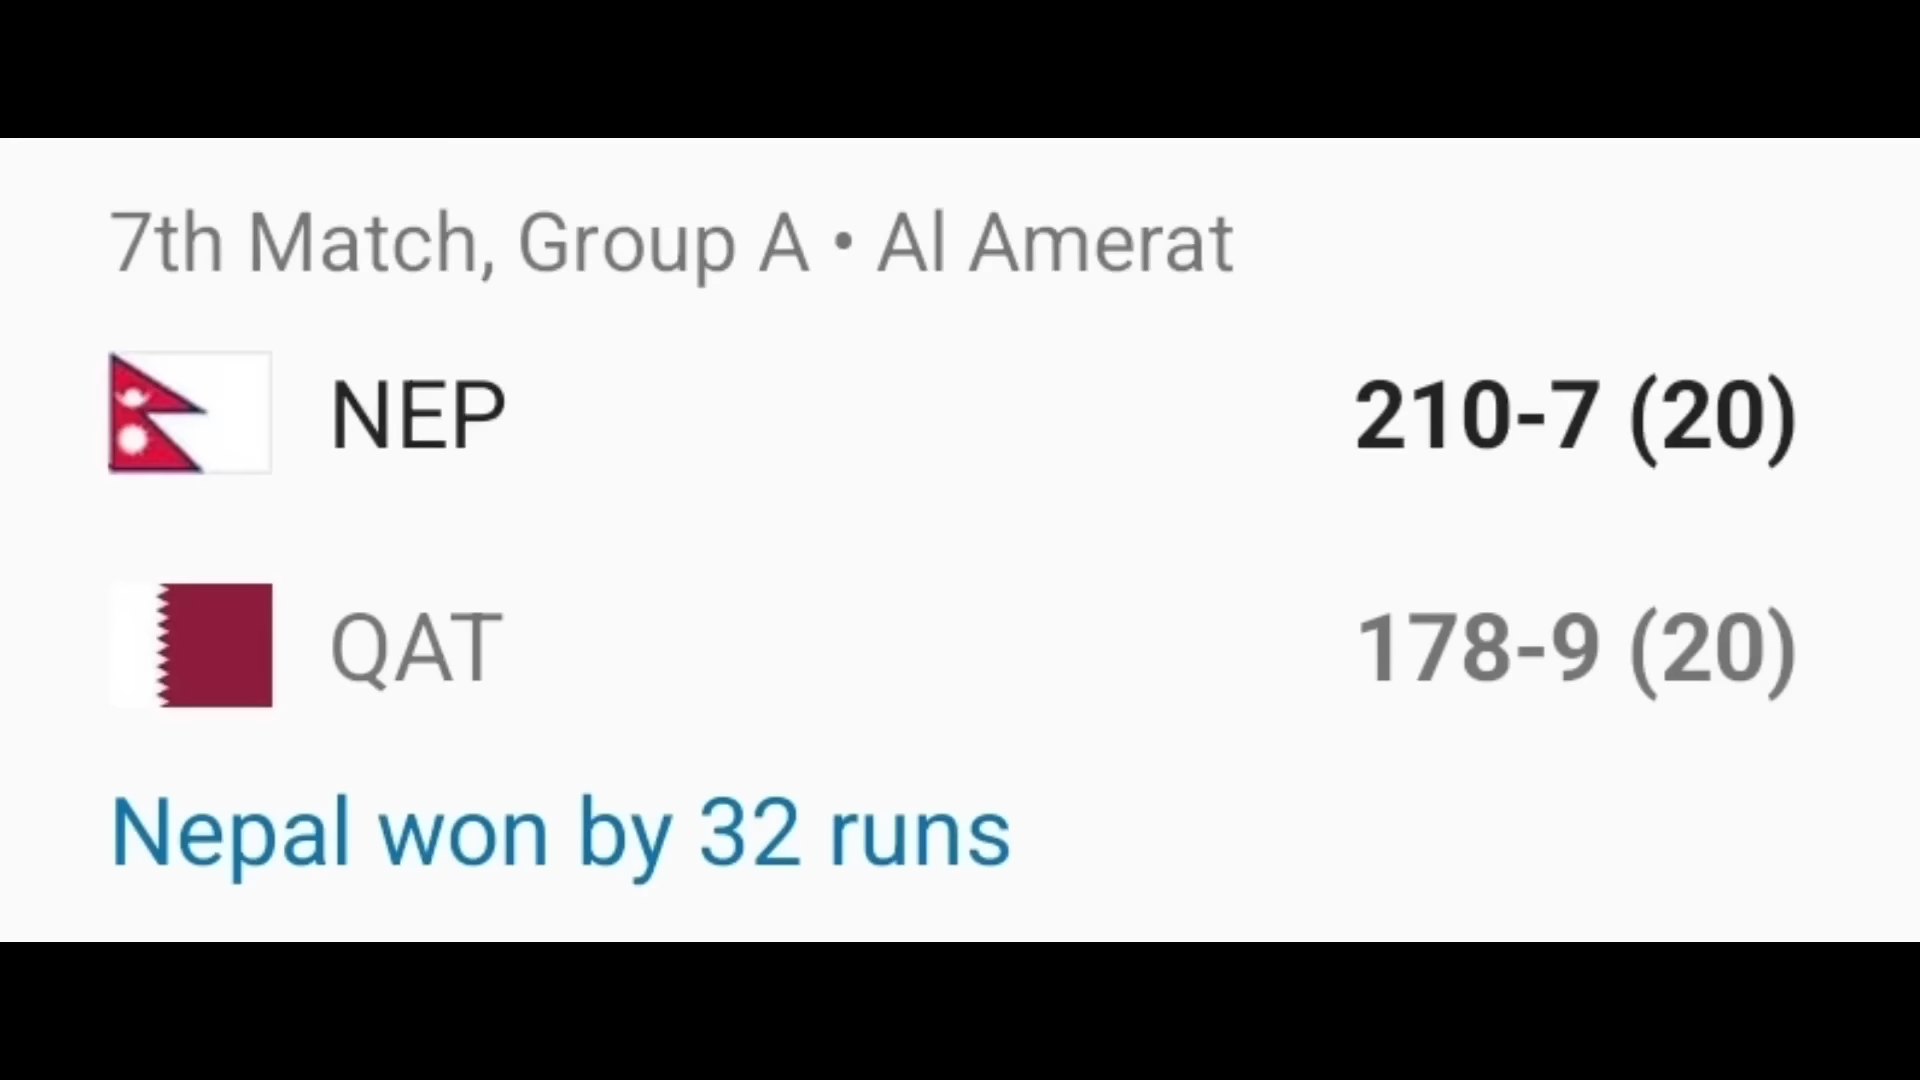 7th Match, Group A • Al Amerat
NEP 210-7 (20)
QAT 178-9 (20)
Nepal won by 32 runs